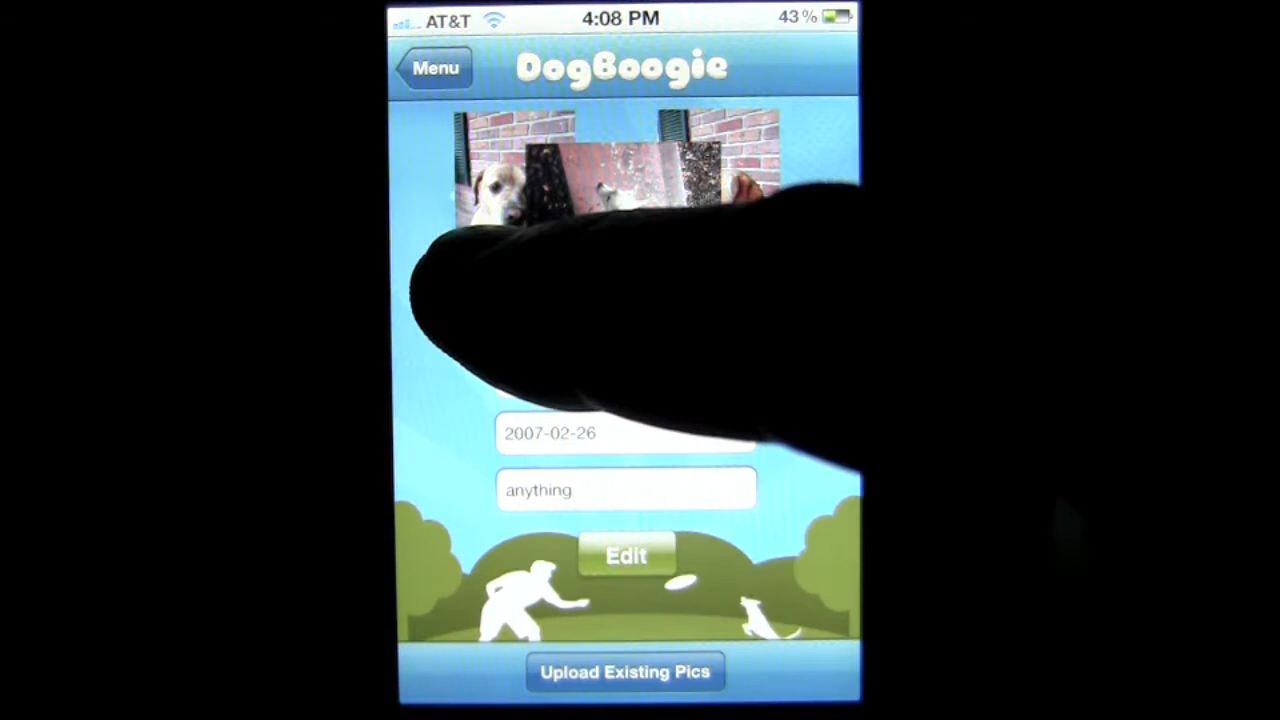 AT&T 4:08 PM 43%
Menu DogBoogie
2007-02-26
anything
Edit
Upload Existing Pics